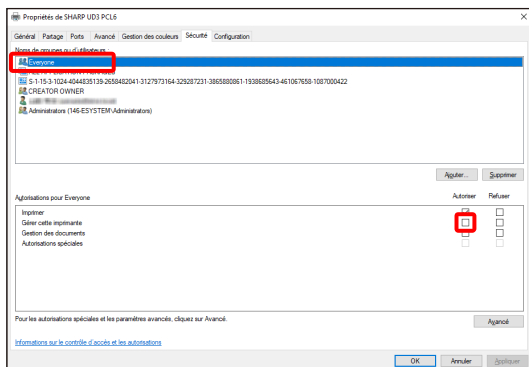 Propriétés de SHARP UD3 PCL6
Général Partage Ports Avancé Gestion des couleurs Sécurité Configuration
Noms de groupes ou d'utilisateurs :
Everyone
S-1-15-3-1024-4044835139-2658482041-3127973164-329287231-3865880861-1938685643-461067658-1087000422
CREATOR OWNER
Administrators (146-ESYSTEM\Administrators)
Ajouter... Supprimer
Autorisations pour Everyone Autoriser Refuser
Imprimer
Gérer cette imprimante
Gestion des documents
Autorisations spéciales
Pour les autorisations spéciales et les paramètres avancés, cliquez sur Avancé.
Avancé
Informations sur le contrôle d'accès et les autorisations
OK Annuler Appliquer